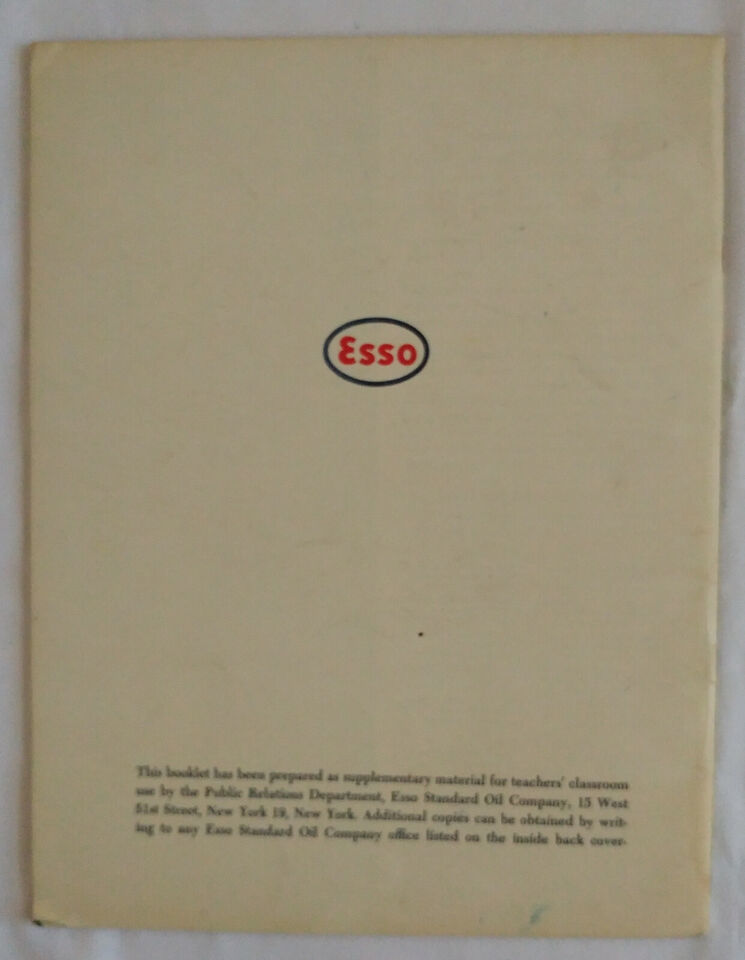 Esso
This booklet has been prepared as supplementary material for teachers' classroom
use by the Public Relations Department, Esso Standard Oil Company, 15 West
51st Street, New York 19, New York. Additional copies can be obtained by writ-
ing to any Esso Standard Oil Company office listed on the inside back cover.